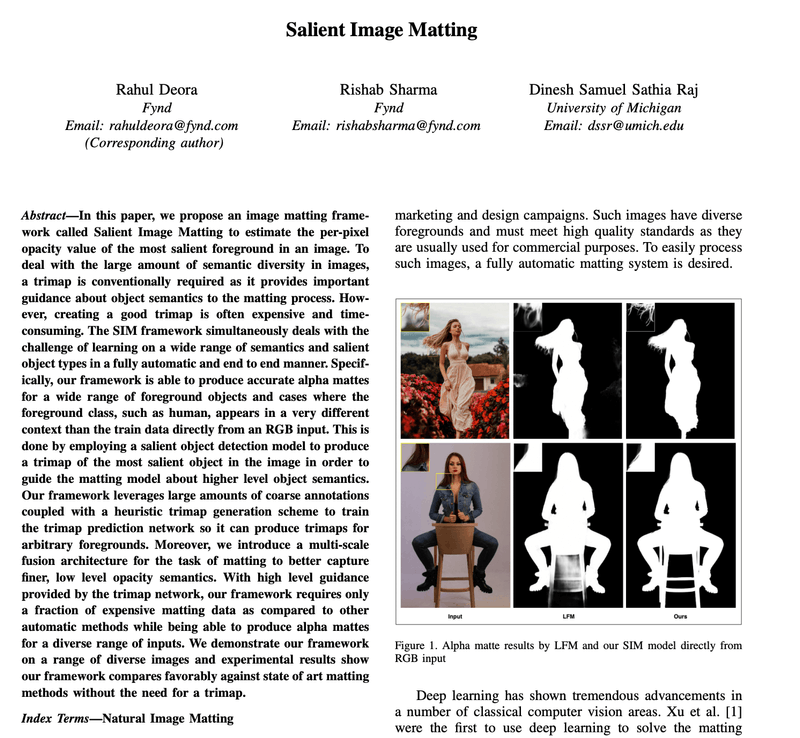 Salient Image Matting
Rahul Deora
Fynd
Email: rahuldeora@fynd.com
(Corresponding author)
Rishab Sharma
Fynd
Email: rishabsharma@fynd.com
Dinesh Samuel Sathia Raj
University of Michigan
Email: dssr@umich.edu
Abstract—In this paper, we propose an image matting frame-
work called Salient Image Matting to estimate the per-pixel
opacity value of the most salient foreground in an image. To
deal with the large amount of semantic diversity in images,
a trimap is conventionally required as it provides important
guidance about object semantics to the matting process. How-
ever, creating a good trimap is often expensive and time-
consuming. The SIM framework simultaneously deals with the
challenge of learning on a wide range of semantics and salient
object types in a fully automatic and end to end manner. Specif-
ically, our framework is able to produce accurate alpha mattes
for a wide range of foreground objects and cases where the
foreground class, such as human, appears in a very different
context than the train data directly from an RGB input. This is
done by employing a salient object detection model to produce
a trimap of the most salient object in the image in order to
guide the matting model about higher level object semantics.
Our framework leverages large amounts of coarse annotations
coupled with a heuristic trimap generation scheme to train
the trimap prediction network so it can produce trimaps for
arbitrary foregrounds. Moreover, we introduce a multi-scale
fusion architecture for the task of matting to better capture
finer, low level opacity semantics. With high level guidance
provided by the trimap network, our framework requires only
a fraction of expensive matting data as compared to other
automatic methods while being able to produce alpha mattes
for a diverse range of inputs. We demonstrate our framework
on a range of diverse images and experimental results show
our framework compares favorably against state of art matting
methods without the need for a trimap.
Index Terms—Natural Image Matting
marketing and design campaigns. Such images have diverse
foregrounds and must meet high quality standards as they
are usually used for commercial purposes. To easily process
such images, a fully automatic matting system is desired.
Input
LFM
Ours
Figure 1. Alpha matte results by LFM and our SIM model directly from
RGB input
Deep learning has shown tremendous advancements in
a number of classical computer vision areas. Xu et al. [1]
were the first to use deep learning to solve the matting